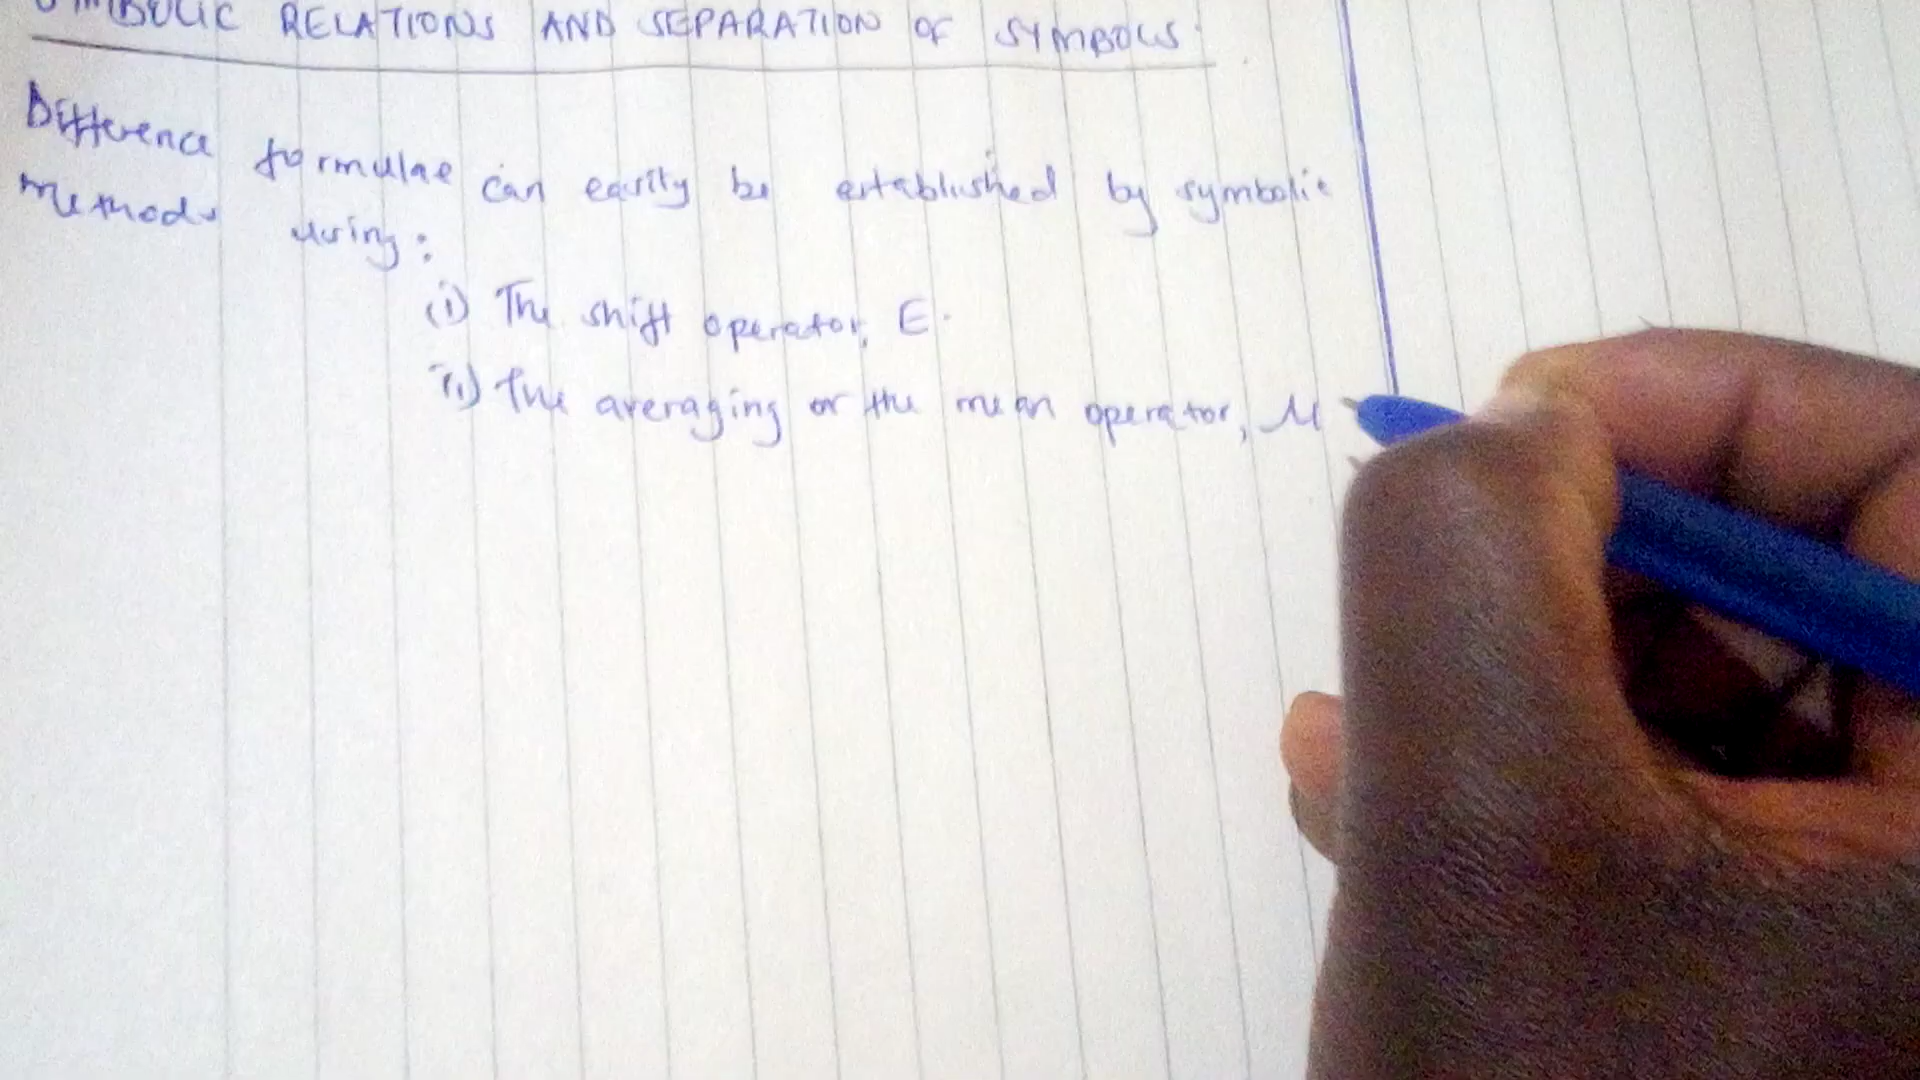 SYMBOLIC RELATIONS AND SEPARATION OF SYMBOLS.
Difference formulae can easily be established by symbolic
methods using:
(i) The shift operator, E.
(ii) The averaging or the mean operator, μ